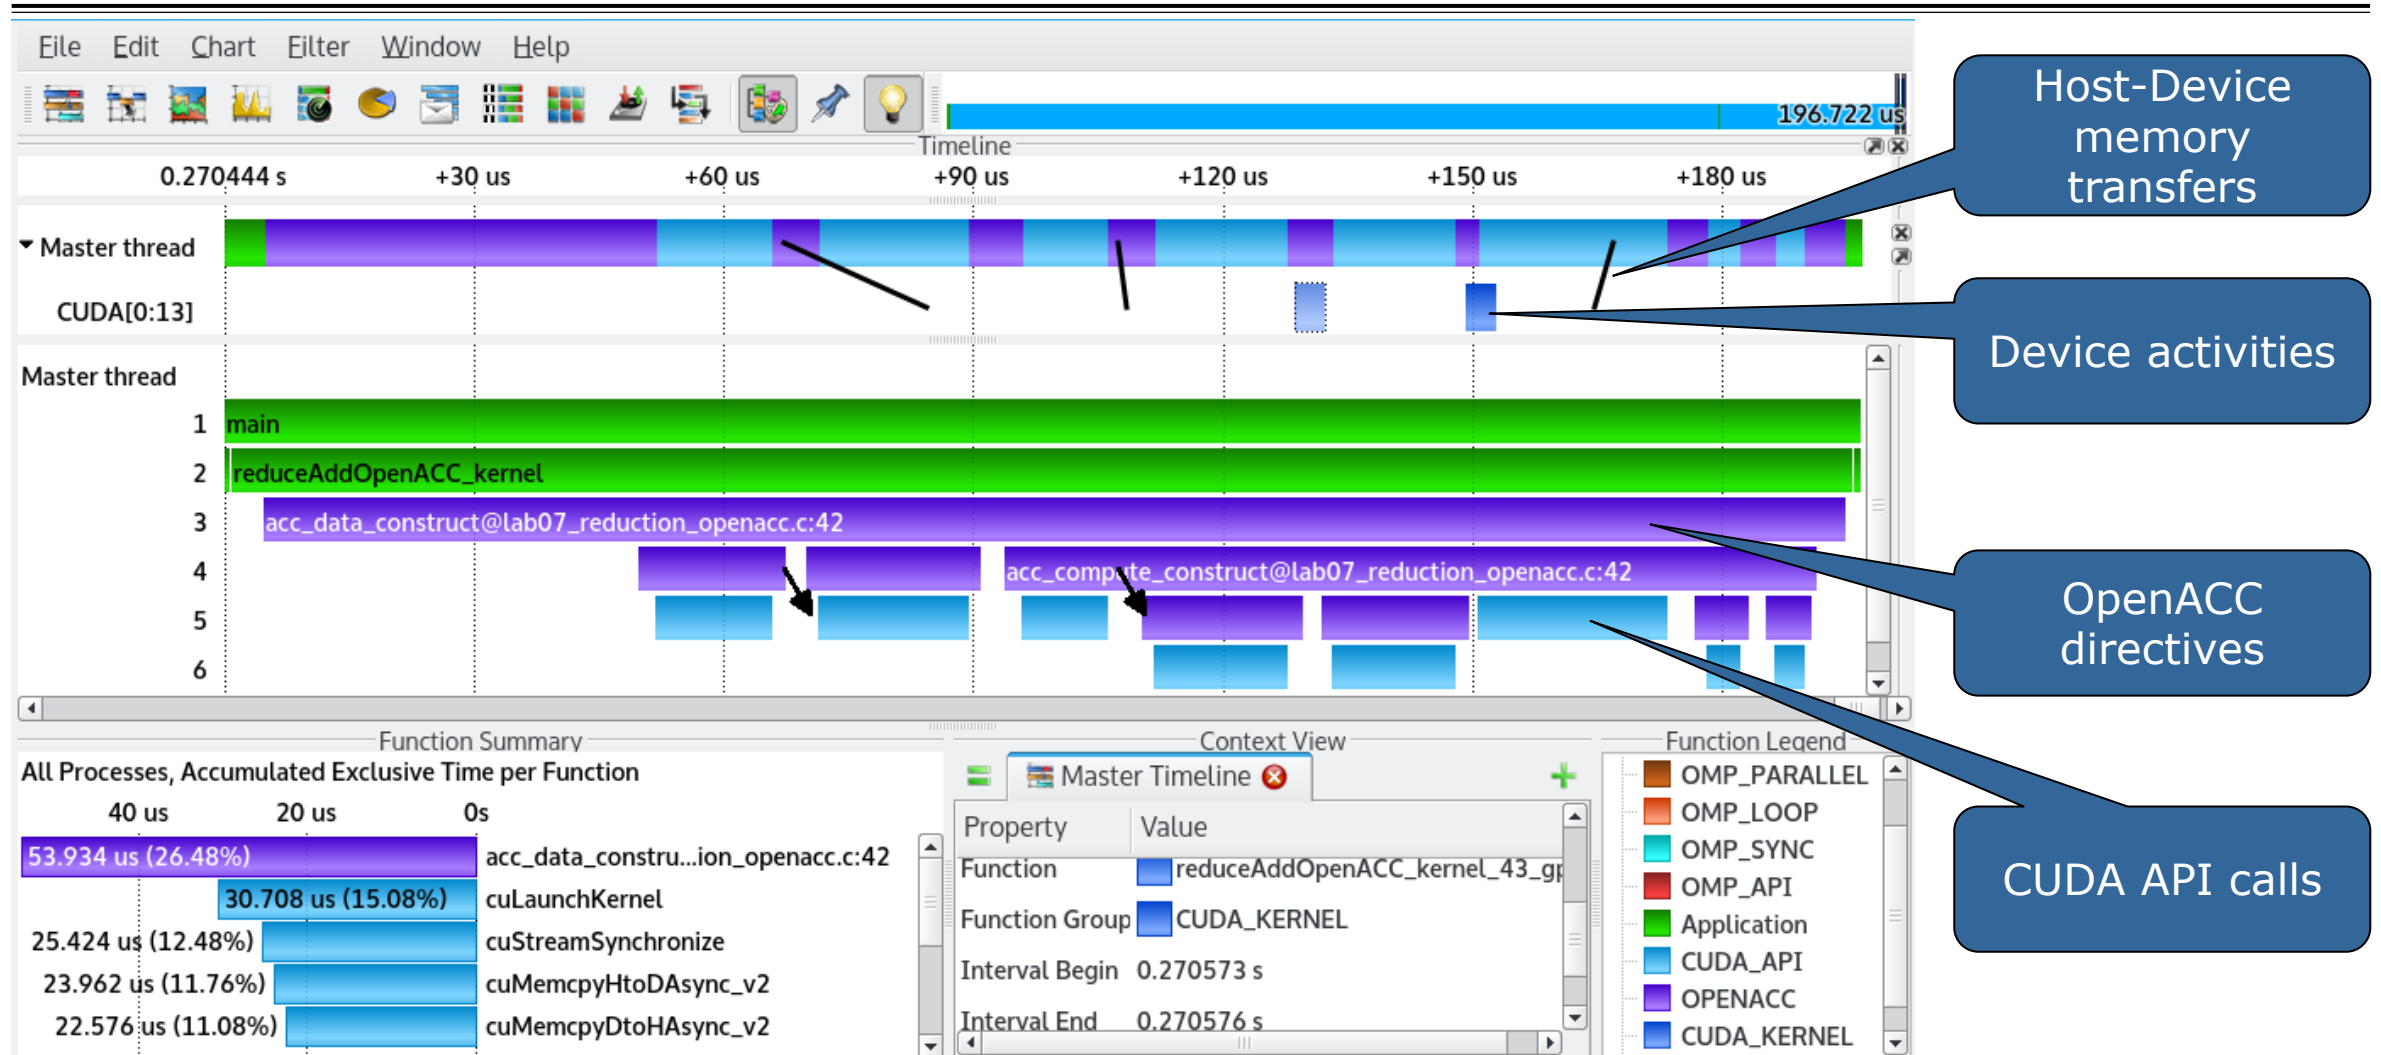 File Edit Chart Filter Window Help
196.722 us
Timeline
0.270444 s +30 us +60 us +90 us +120 us +150 us +180 us
Master thread
CUDA[0:13]
Master thread
1 main
2 reduceAddOpenACC_kernel
3 acc_data_construct@lab07_reduction_openacc.c:42
4 acc_compute_construct@lab07_reduction_openacc.c:42
5
6
Host-Device
memory
transfers
Device activities
OpenACC
directives
CUDA API calls
Function Summary
All Processes, Accumulated Exclusive Time per Function
40 us 20 us 0s
53.934 us (26.48%) acc_data_constru...ion_openacc.c:42
30.708 us (15.08%) cuLaunchKernel
25.424 us (12.48%) cuStreamSynchronize
23.962 us (11.76%) cuMemcpyHtoDAsync_v2
22.576 us (11.08%) cuMemcpyDtoHAsync_v2
Context View
Master Timeline
Property Value
Function reduceAddOpenACC_kernel_43_gp
Function Group CUDA_KERNEL
Interval Begin 0.270573 s
Interval End 0.270576 s
Function Legend
OMP_PARALLEL
OMP_LOOP
OMP_SYNC
OMP_API
Application
CUDA_API
OPENACC
CUDA_KERNEL